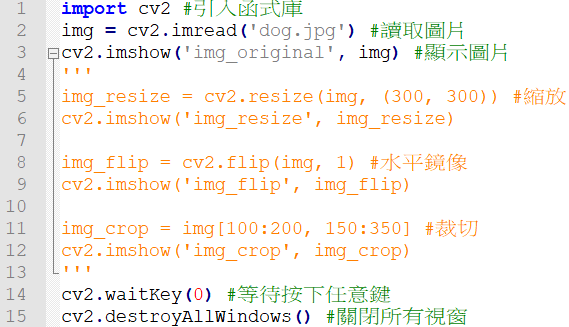 1 import cv2 #引入函式庫
2 img = cv2.imread('dog.jpg') #讀取圖片
3 cv2.imshow('img_original', img) #顯示圖片
4 '''
5 img_resize = cv2.resize(img, (300, 300)) #縮放
6 cv2.imshow('img_resize', img_resize)
7
8 img_flip = cv2.flip(img, 1) #水平鏡像
9 cv2.imshow('img_flip', img_flip)
10
11 img_crop = img[100:200, 150:350] #裁切
12 cv2.imshow('img_crop', img_crop)
13 '''
14 cv2.waitKey(0) #等待按下任意鍵
15 cv2.destroyAllWindows() #關閉所有視窗